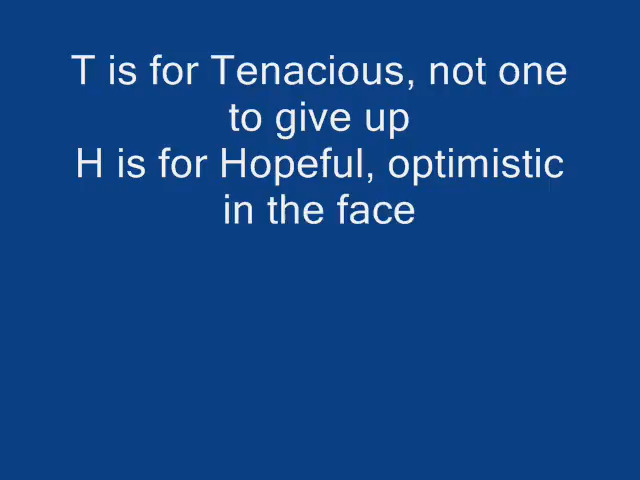 T is for Tenacious, not one
to give up
H is for Hopeful, optimistic
in the face